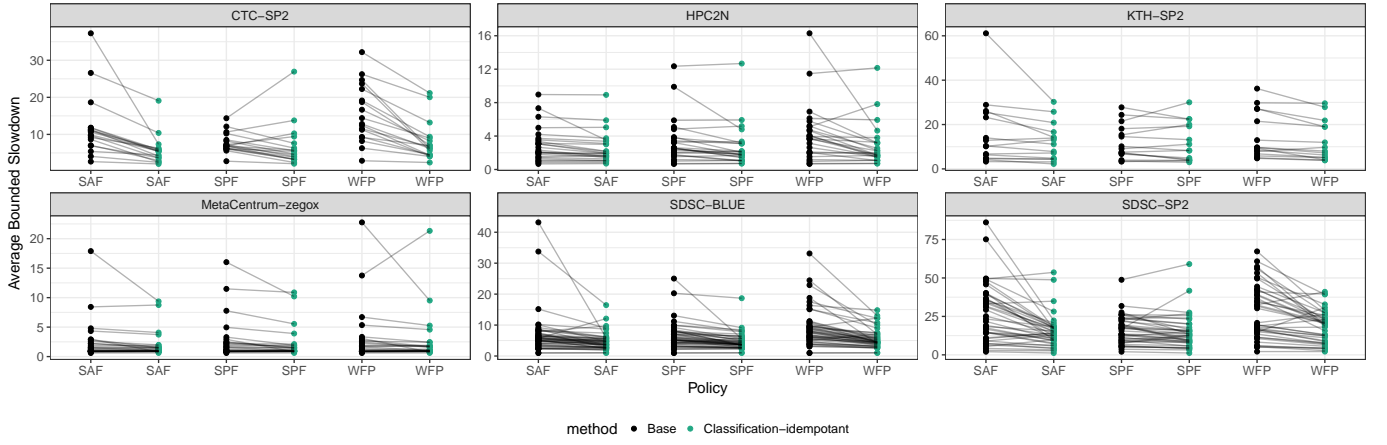 CTC−SP2
HPC2N
KTH−SP2
30
20
10
16
12
8
4
0
60
40
20
0
SAF SAF SPF SPF WFP WFP
SAF SAF SPF SPF WFP WFP
SAF SAF SPF SPF WFP WFP
MetaCentrum−zegox
SDSC−BLUE
SDSC−SP2
25
20
15
10
5
0
40
30
20
10
0
75
50
25
0
SAF SAF SPF SPF WFP WFP
SAF SAF SPF SPF WFP WFP
SAF SAF SPF SPF WFP WFP
Average Bounded Slowdown
Policy
method Base Classification−idempotant